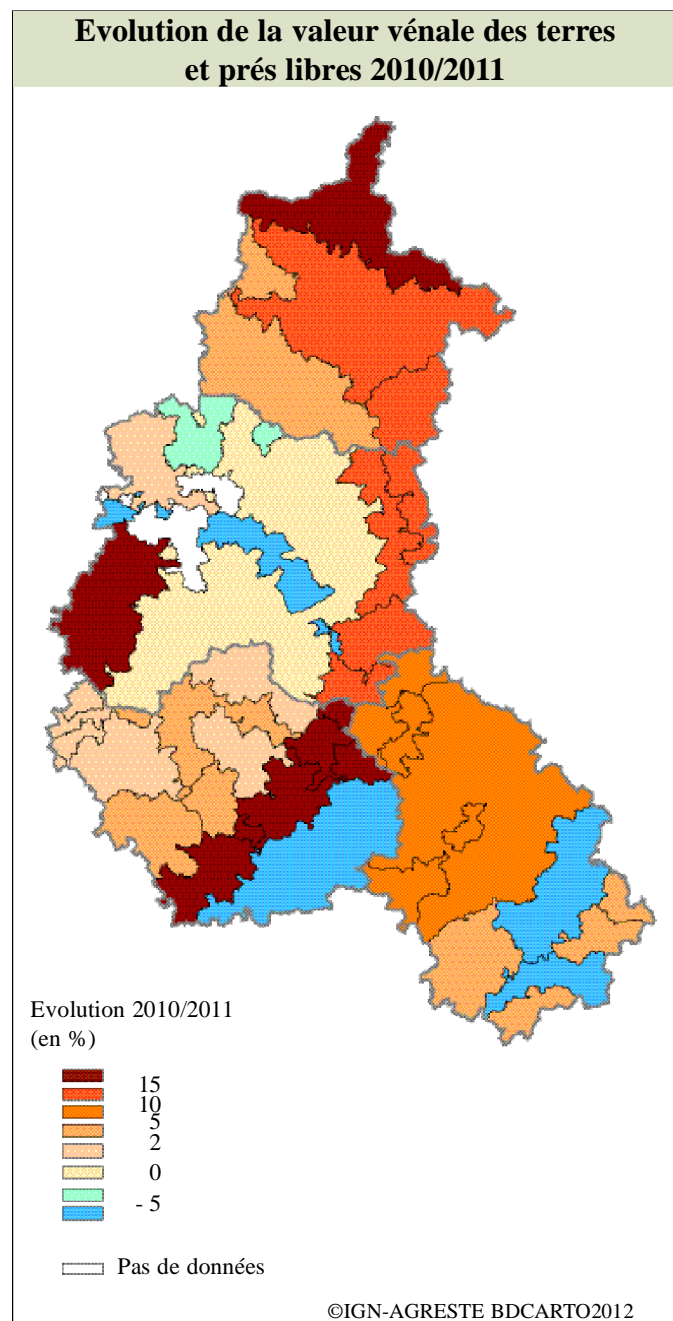 Evolution de la valeur vénale des terres
et prés libres 2010/2011
Evolution 2010/2011
(en %)
15
10
5
2
0
- 5
Pas de données
©IGN-AGRESTE BDCARTO2012